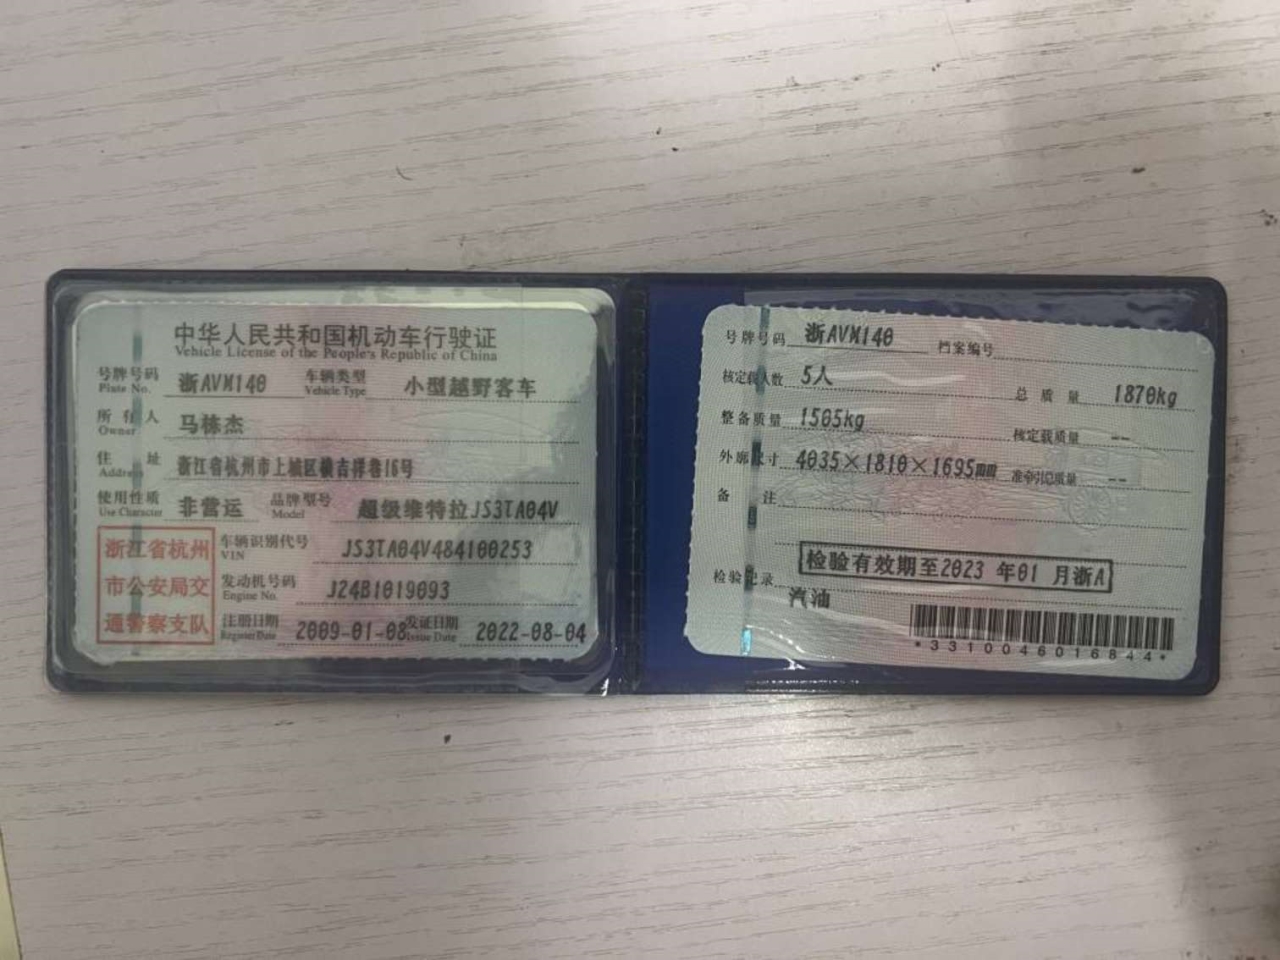 中华人民共和国机动车行驶证
Vehicle License of the People's Republic of China
号牌号码 浙AVM140 车辆类型 小型越野客车
Plate No. Vehicle Type
所有人 马栋杰
Owner
住址 浙江省杭州市上城区横吉祥巷16号
Address
使用性质 非营运 品牌型号 超级维特拉JS3TA04V
Use Character Model
浙江省杭州
市公安局交
通警察支队
车辆识别代号 JS3TA04V484100253
VIN
发动机号码 J24B1019093
Engine No.
注册日期 2009-01-08 发证日期 2022-08-04
Register Date Issue Date
号牌号码 浙AVM140 档案编号
核定载人数 5人 总质量 1870kg
整备质量 1505kg 核定载质量 --
外廓尺寸 4035×1810×1695mm 准牵引总质量 --
备注
检验有效期至2023 年01 月浙A
检验记录
汽油
*3310046016844*